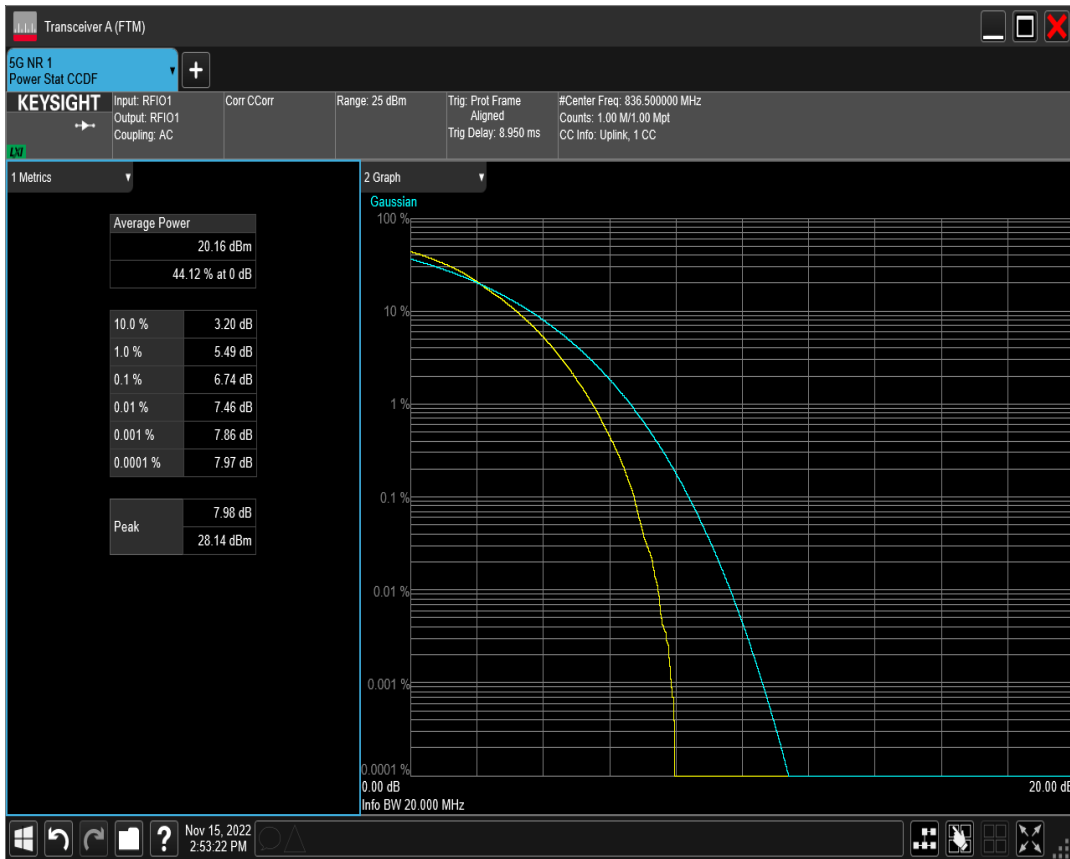 Transceiver A (FTM)
5G NR 1
Power Stat CCDF
+
KEYSIGHT
LXI
Input: RFIO1
Output: RFIO1
Coupling: AC
Corr CCorr
Range: 25 dBm
Trig: Prot Frame
Aligned
Trig Delay: 8.950 ms
#Center Freq: 836.500000 MHz
Counts: 1.00 M/1.00 Mpt
CC Info: Uplink, 1 CC
1 Metrics
Average Power
20.16 dBm
44.12 % at 0 dB
10.0 % 3.20 dB
1.0 % 5.49 dB
0.1 % 6.74 dB
0.01 % 7.46 dB
0.001 % 7.86 dB
0.0001 % 7.97 dB
Peak 7.98 dB
28.14 dBm
2 Graph
Gaussian
100 %
10 %
1 %
0.1 %
0.01 %
0.001 %
0.0001 %
0.00 dB 20.00 dB
Info BW 20.000 MHz
?
Nov 15, 2022
2:53:22 PM